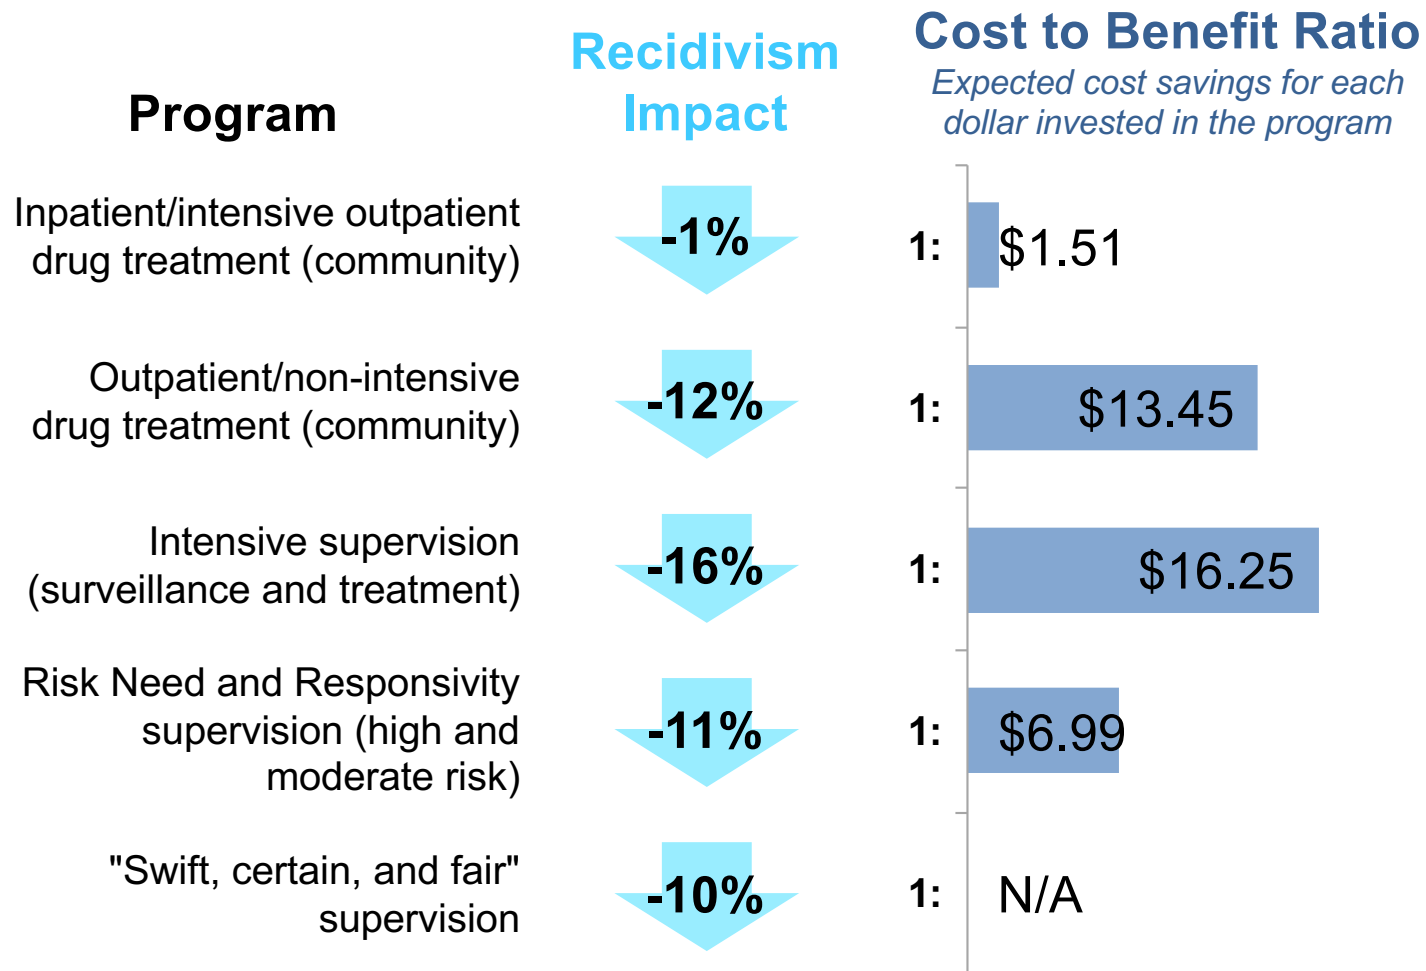 Program
Recidivism
Impact
Cost to Benefit Ratio
Expected cost savings for each
dollar invested in the program
Inpatient/intensive outpatient
drug treatment (community)
-1%
1:
$1.51
Outpatient/non-intensive
drug treatment (community)
-12%
1:
$13.45
Intensive supervision
(surveillance and treatment)
-16%
1:
$16.25
Risk Need and Responsivity
supervision (high and
moderate risk)
-11%
1:
$6.99
"Swift, certain, and fair"
supervision
-10%
1:
N/A